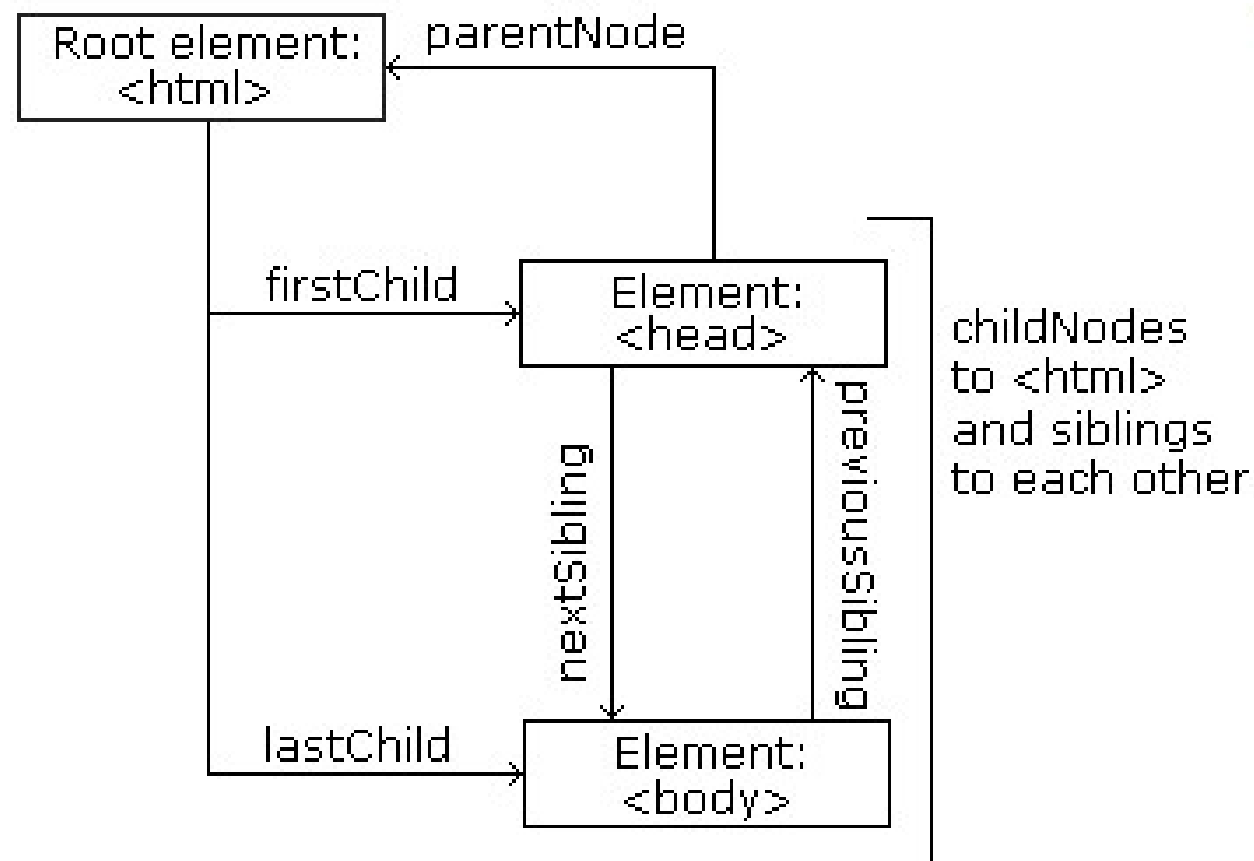 Root element:
<html>
parentNode
firstChild
Element:
<head>
childNodes
to <html>
and siblings
to each other
nextSibling
previousSibling
lastChild
Element:
<body>